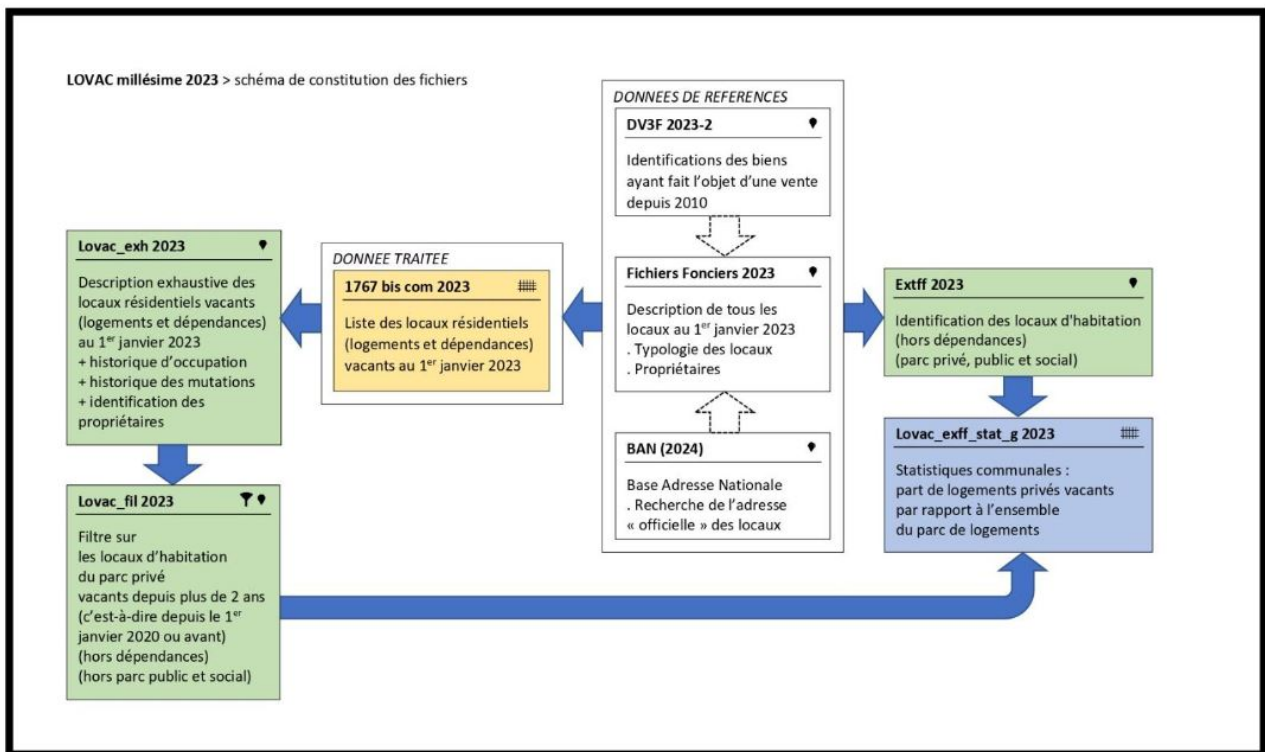 LOVAC millésime 2023 > schéma de constitution des fichiers
DONNEES DE REFERENCES
DV3F 2023-2
Identifications des biens
ayant fait l’objet d’une vente
depuis 2010
Lovac_exh 2023
Description exhaustive des
locaux résidentiels vacants
(logements et dépendances)
au 1er janvier 2023
+ historique d’occupation
+ historique des mutations
+ identification des
propriétaires
DONNEE TRAITEE
1767 bis com 2023
Liste des locaux résidentiels
(logements et dépendances)
vacants au 1er janvier 2023
Fichiers Fonciers 2023
Description de tous les
locaux au 1er janvier 2023
. Typologie des locaux
. Propriétaires
Extff 2023
Identification des locaux d'habitation
(hors dépendances)
(parc privé, public et social)
BAN (2024)
Base Adresse Nationale
. Recherche de l’adresse
« officielle » des locaux
Lovac_exff_stat_g 2023
Statistiques communales :
part de logements privés vacants
par rapport à l’ensemble
du parc de logements
Lovac_fil 2023
Filtre sur
les locaux d’habitation
du parc privé
vacants depuis plus de 2 ans
(c’est-à-dire depuis le 1er
janvier 2020 ou avant)
(hors dépendances)
(hors parc public et social)